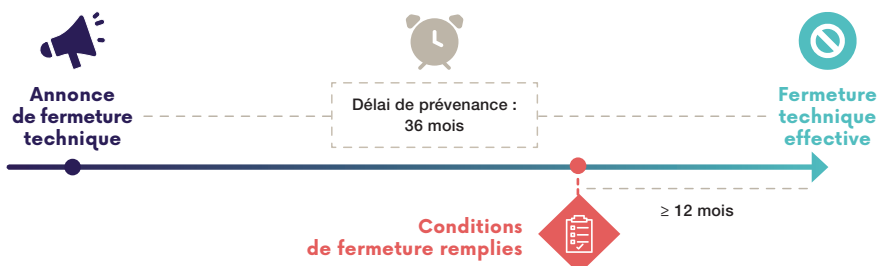 Annonce
de fermeture
technique
Délai de prévenance :
36 mois
Fermeture
technique
effective
≥ 12 mois
Conditions
de fermeture remplies